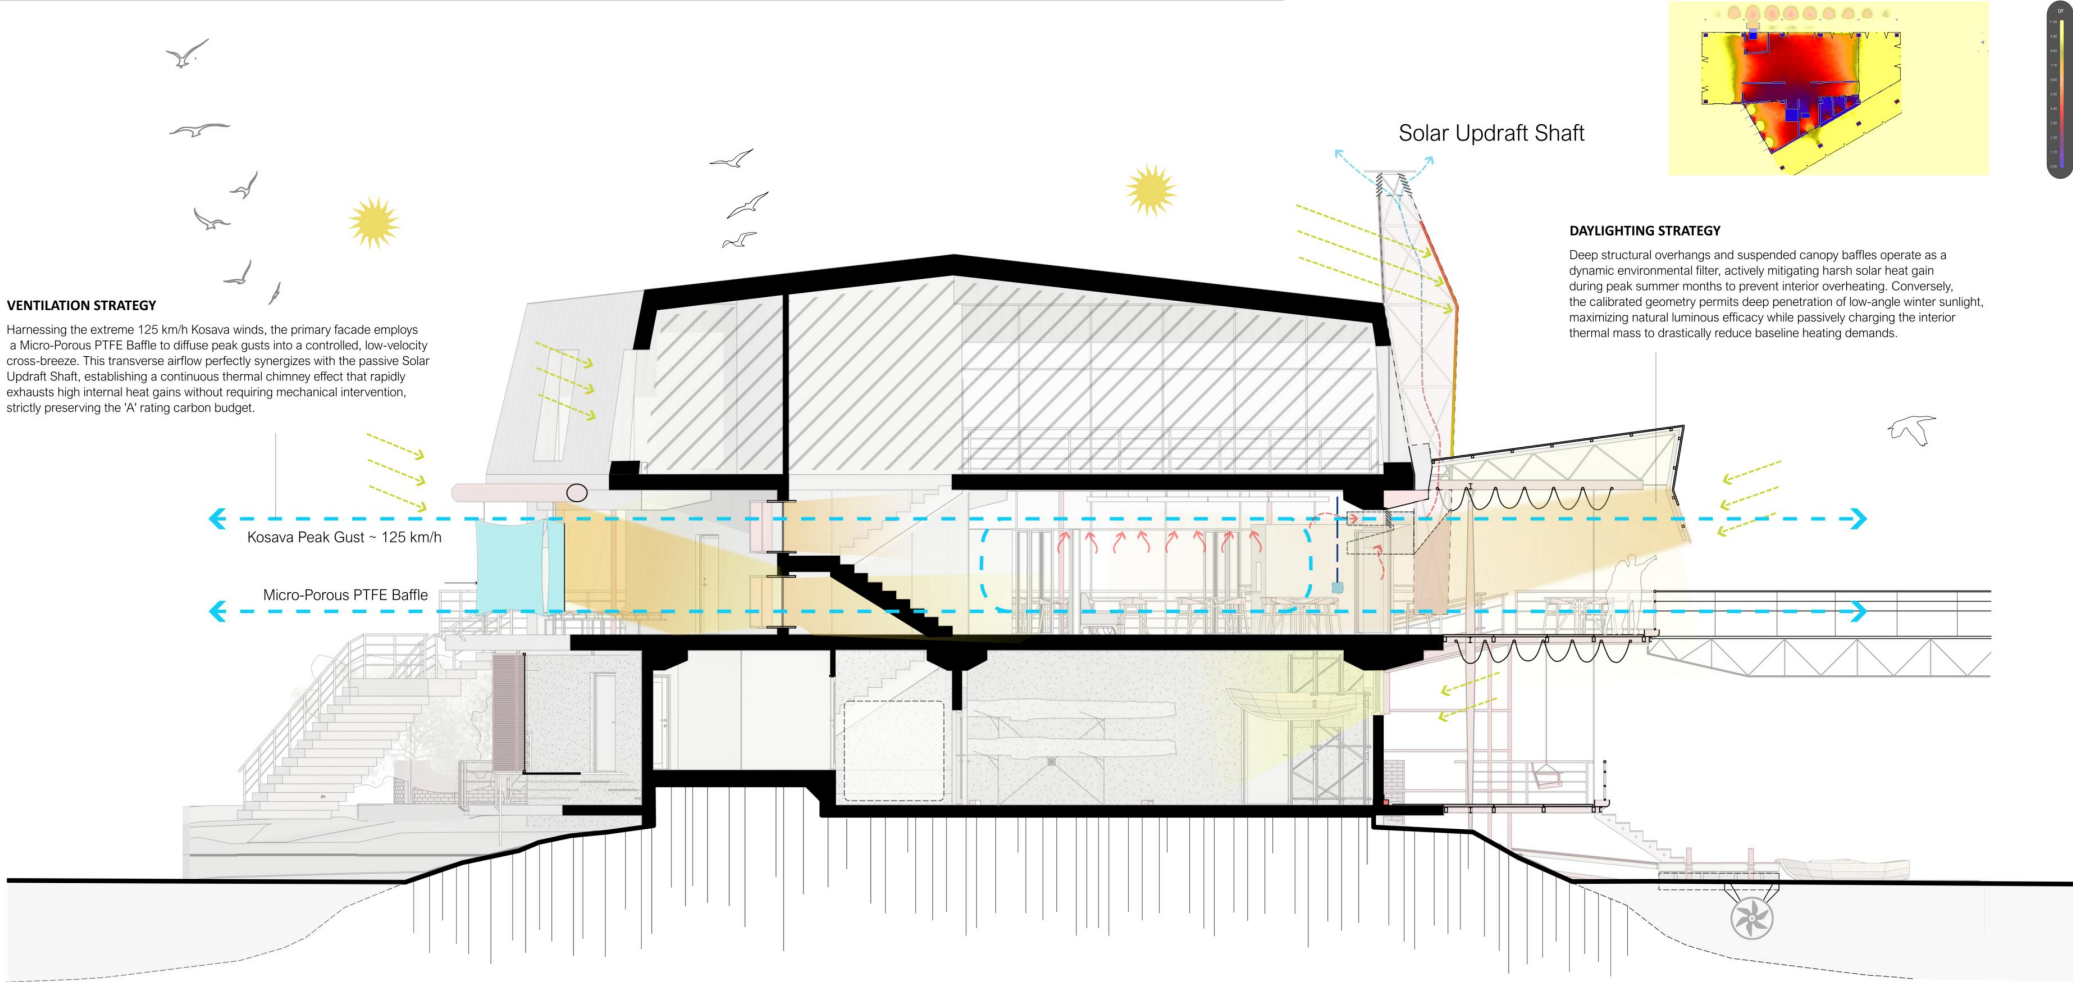 DF
Solar Updraft Shaft
DAYLIGHTING STRATEGY
Deep structural overhangs and suspended canopy baffles operate as a
dynamic environmental filter, actively mitigating harsh solar heat gain
during peak summer months to prevent interior overheating. Conversely,
the calibrated geometry permits deep penetration of low-angle winter sunlight,
maximizing natural luminous efficacy while passively charging the interior
thermal mass to drastically reduce baseline heating demands.
VENTILATION STRATEGY
Harnessing the extreme 125 km/h Kosava winds, the primary facade employs
a Micro-Porous PTFE Baffle to diffuse peak gusts into a controlled, low-velocity
cross-breeze. This transverse airflow perfectly synergizes with the passive Solar
Updraft Shaft, establishing a continuous thermal chimney effect that rapidly
exhausts high internal heat gains without requiring mechanical intervention,
strictly preserving the 'A' rating carbon budget.
Kosava Peak Gust ~ 125 km/h
Micro-Porous PTFE Baffle